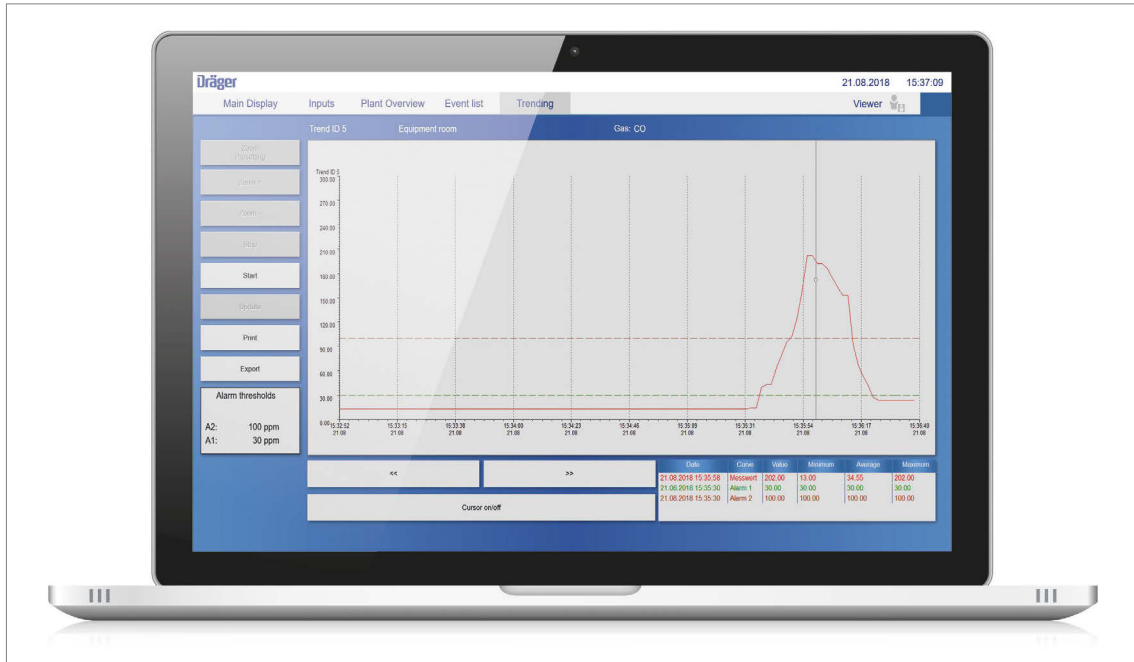 Dräger
21.08.2018 15:37:09
Main Display Inputs Plant Overview Event list Trending Viewer
Trend ID 5 Equipment room Gas: CO
Zoom
Resetting
Zoom +
Zoom -
Stop
Start
Update
Print
Export
Alarm thresholds
A2: 100 ppm
A1: 30 ppm
Trend ID 5
300.00
270.00
240.00
210.00
180.00
150.00
120.00
90.00
60.00
30.00
0.00
15:32:52 15:33:15 15:33:38 15:34:00 15:34:23 15:34:46 15:35:09 15:35:31 15:35:54 15:36:17 15:36:40
21.08 21.08 21.08 21.08 21.08 21.08 21.08 21.08 21.08 21.08 21.08
<< >>
Cursor on/off
Date Curve Value Minimum Average Maximum
21.08.2018 15:35:58 Messwert 202.00 13.00 34.55 202.00
21.08.2018 15:35:30 Alarm 1 30.00 30.00 30.00 30.00
21.08.2018 15:35:30 Alarm 2 100.00 100.00 100.00 100.00